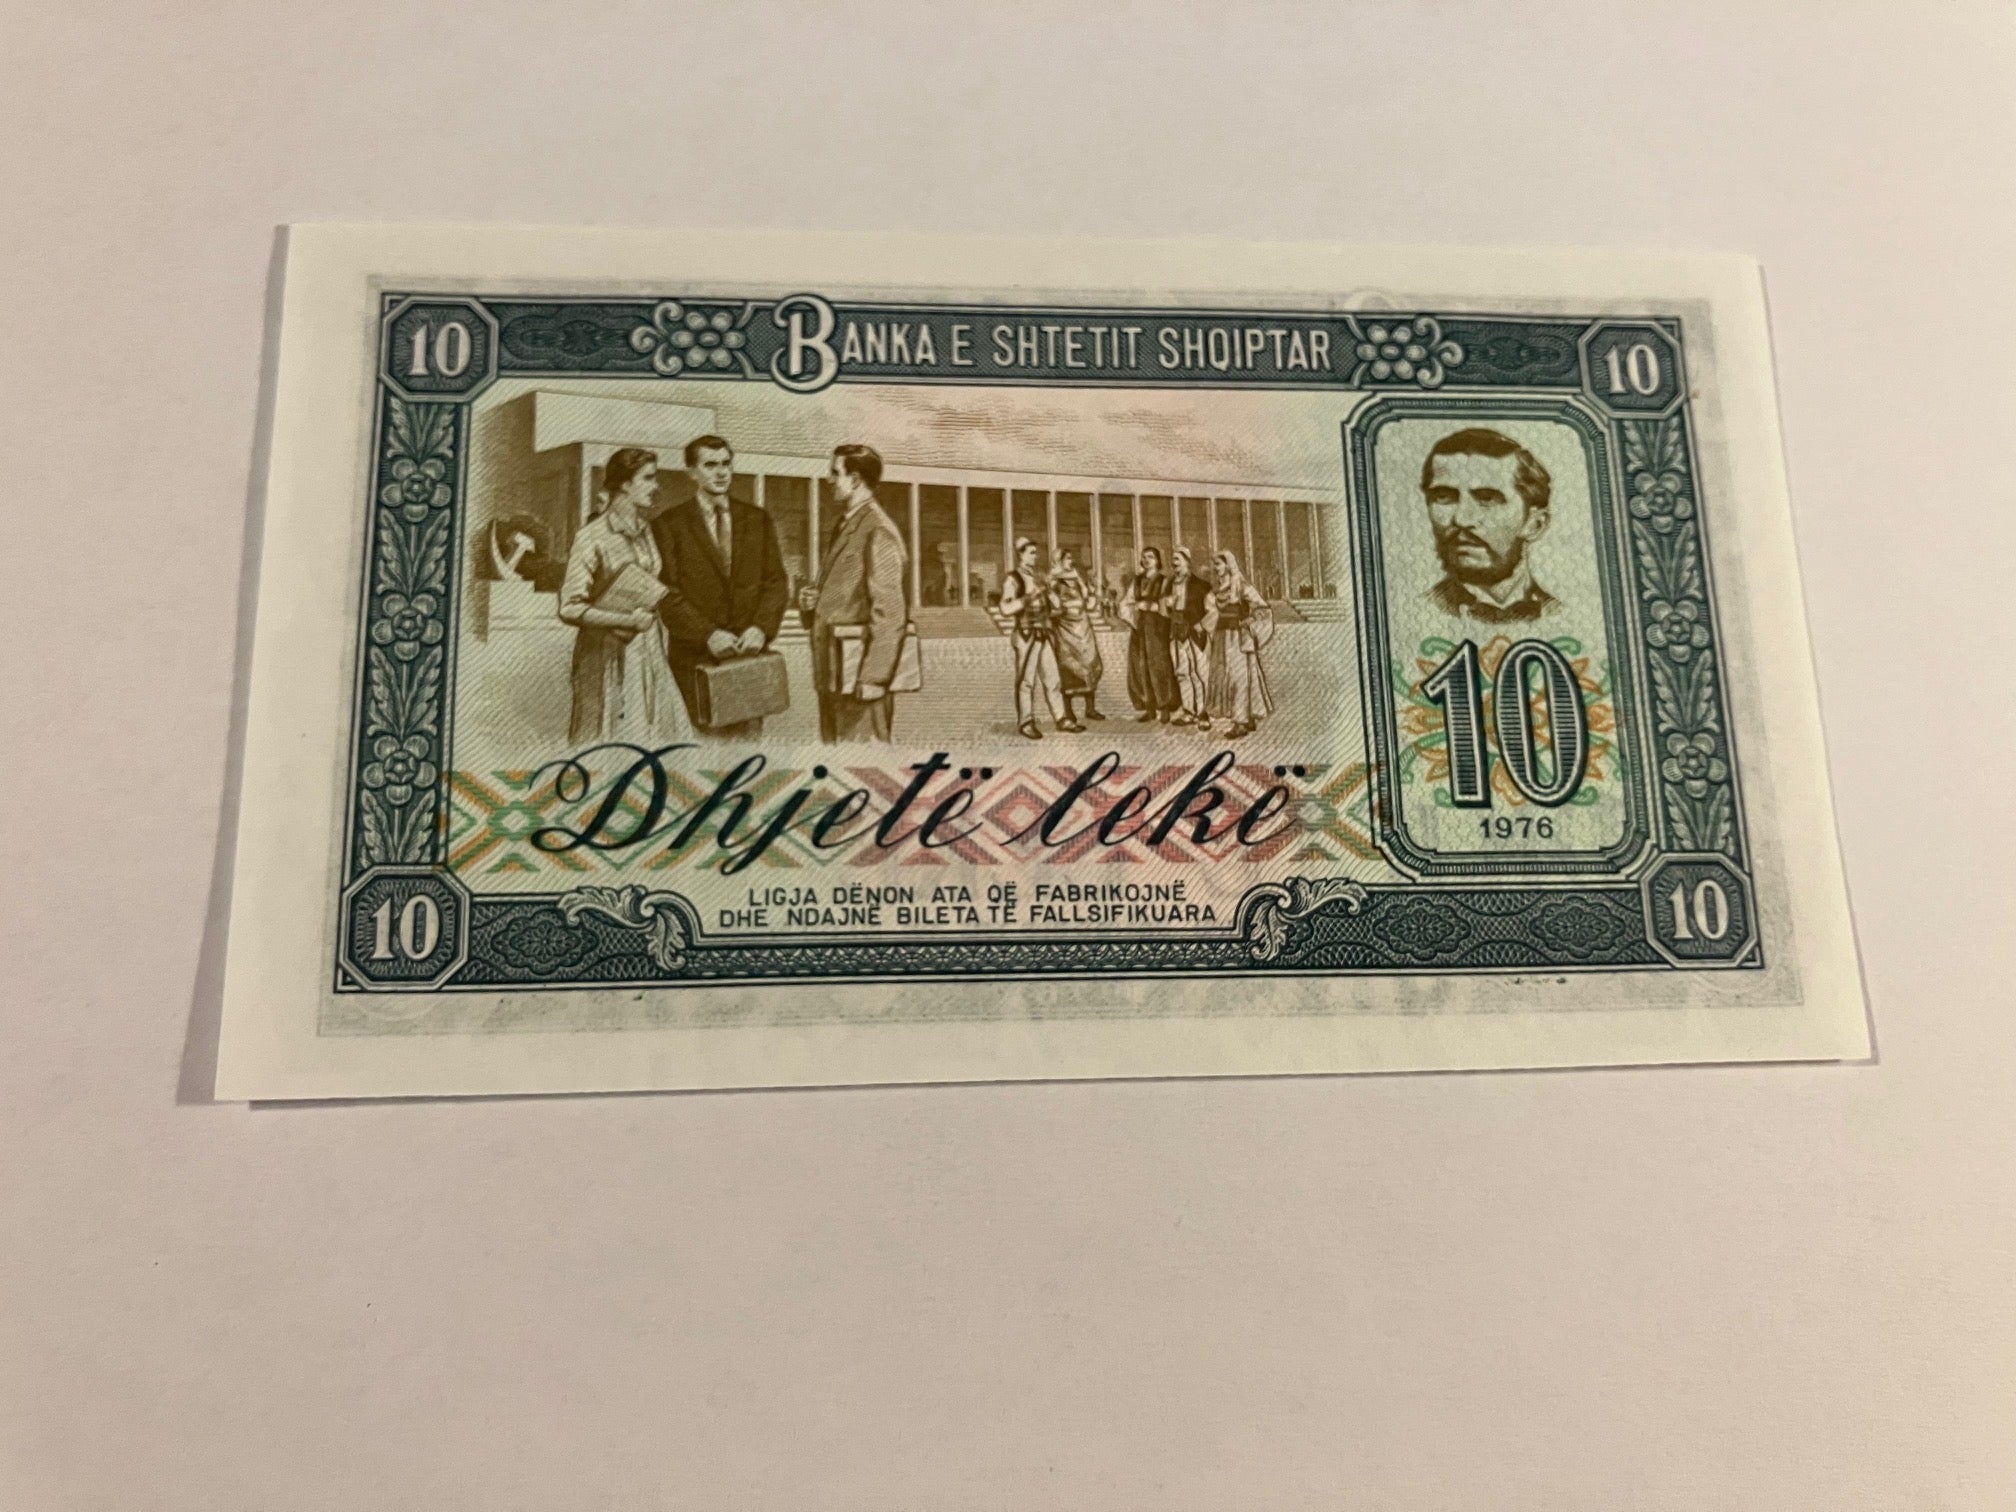 10 BANKA E SHTETIT SHQIPTAR 10
10
1976
Dhjetë lekë
LIGJA DËNON ATA QË FABRIKOJNË
DHE NDAJNË BILETA TË FALLSIFIKUARA
10 10